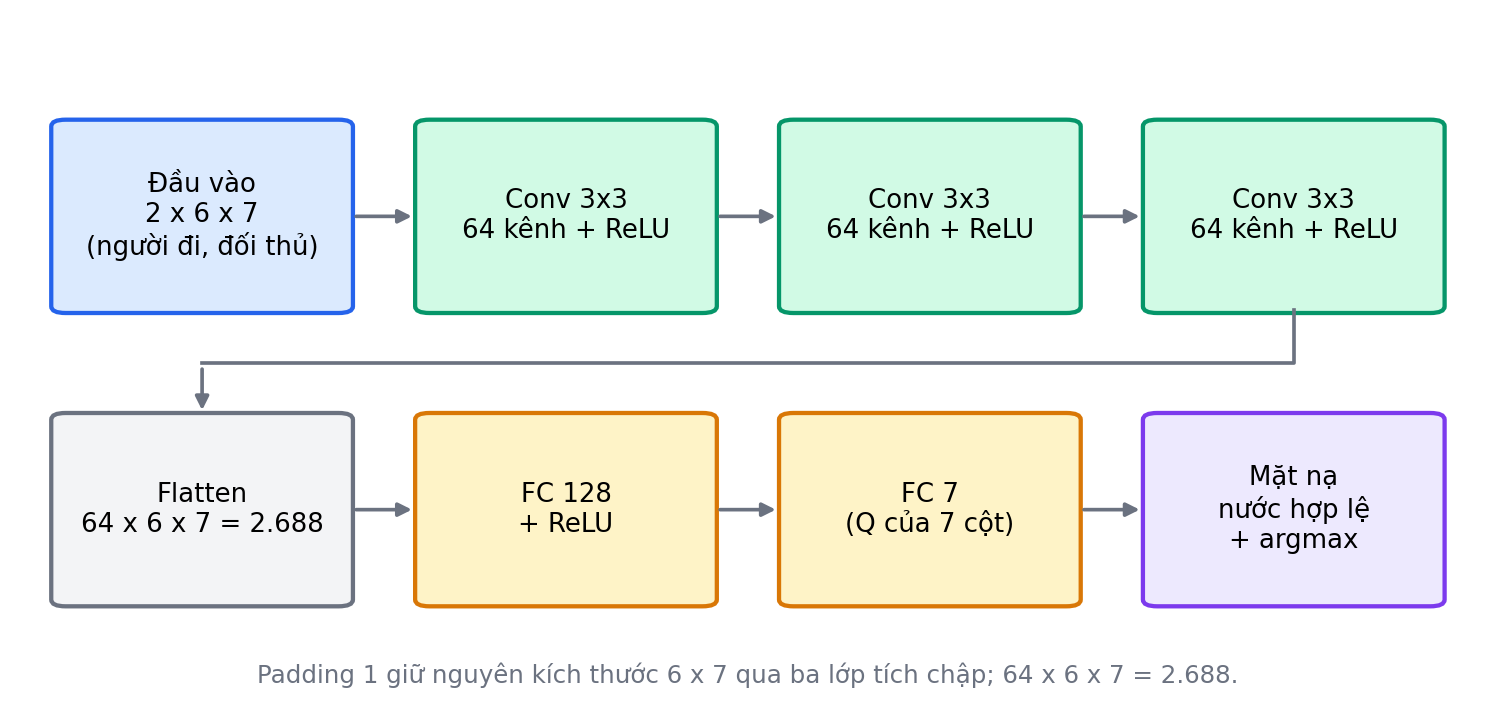 Đầu vào
2 x 6 x 7
(người đi, đối thủ)
Conv 3x3
64 kênh + ReLU
Conv 3x3
64 kênh + ReLU
Conv 3x3
64 kênh + ReLU
Flatten
64 x 6 x 7 = 2.688
FC 128
+ ReLU
FC 7
(Q của 7 cột)
Mặt nạ
nước hợp lệ
+ argmax
Padding 1 giữ nguyên kích thước 6 x 7 qua ba lớp tích chập; 64 x 6 x 7 = 2.688.